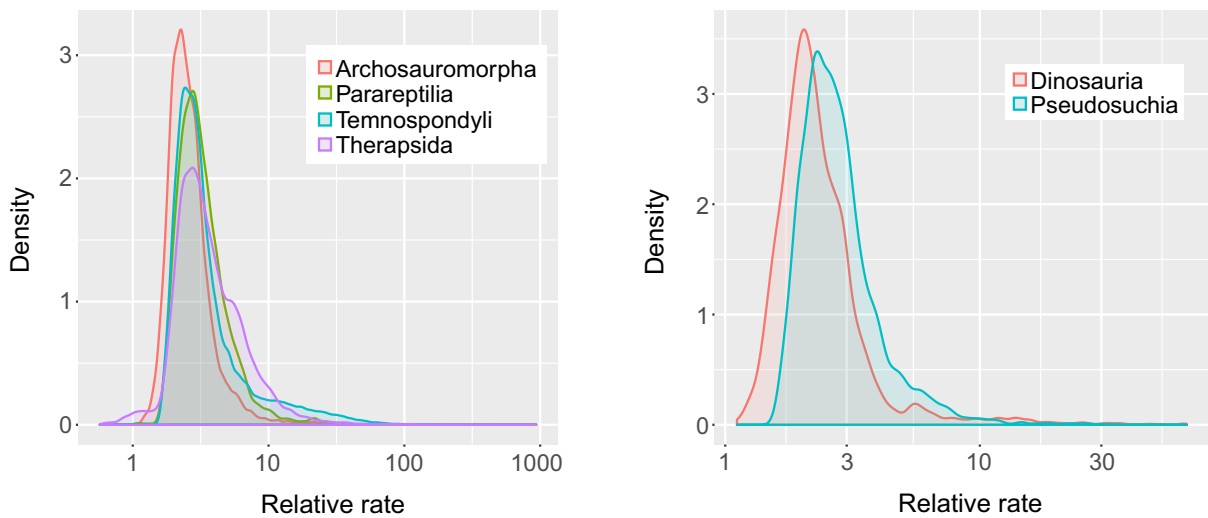 3
2
1
0
Density
Archosauromorpha
Parareptilia
Temnospondyli
Therapsida
1 10 100 1000
Relative rate
3
2
1
0
Density
Dinosauria
Pseudosuchia
1 3 10 30
Relative rate